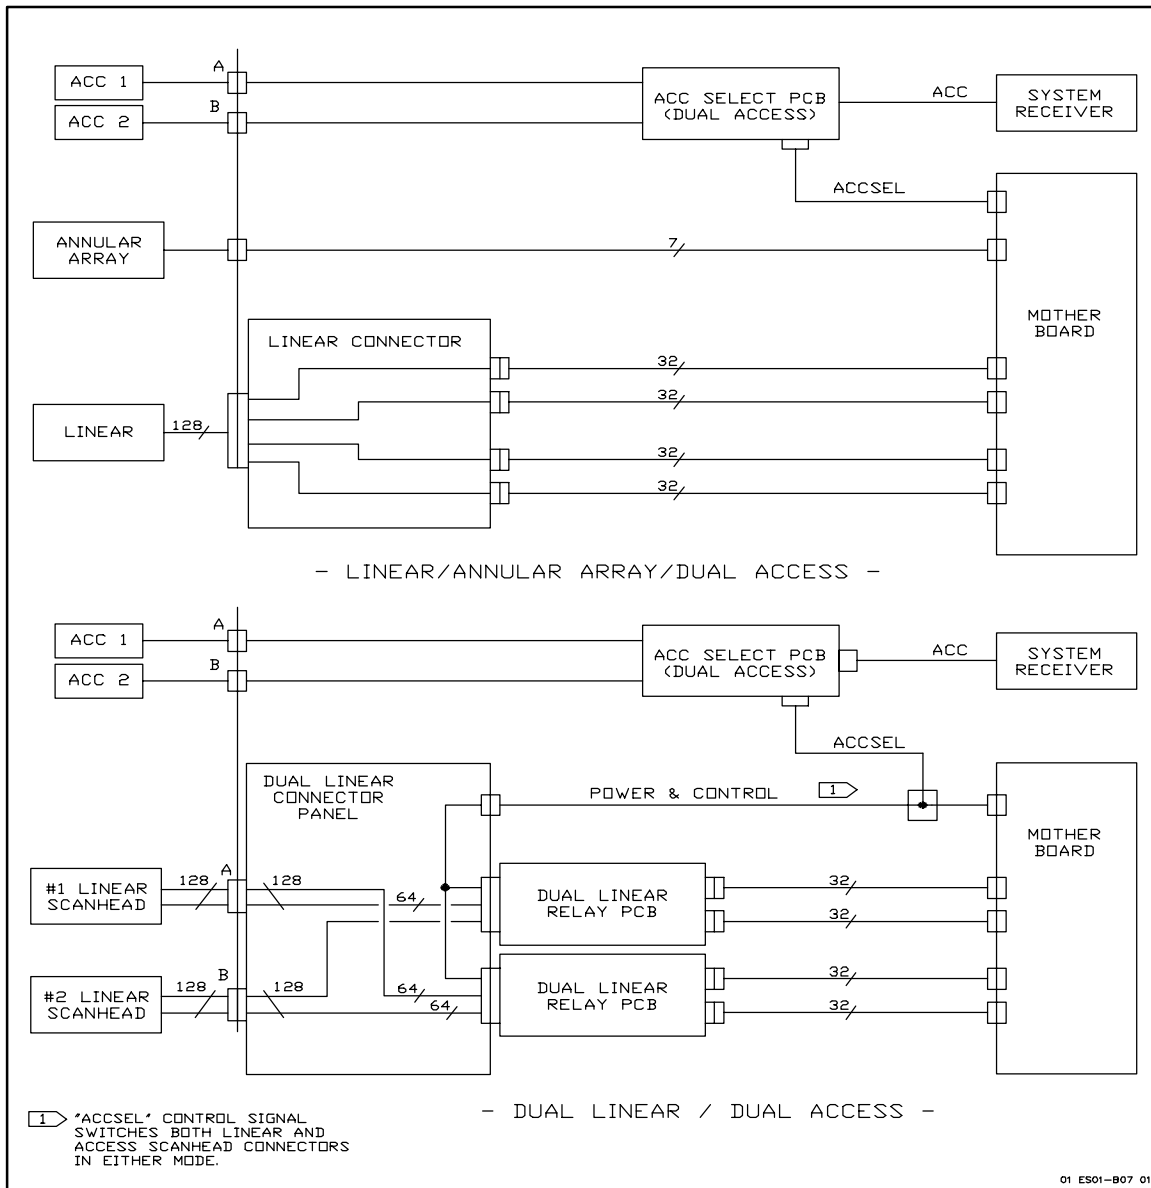 A
ACC 1
B
ACC 2
ACC SELECT PCB
(DUAL ACCESS)
ACC
SYSTEM
RECEIVER
ACCSEL
ANNULAR
ARRAY
7
MOTHER
BOARD
LINEAR CONNECTOR
32
32
LINEAR
128
32
32
- LINEAR/ANNULAR ARRAY/DUAL ACCESS -
A
ACC 1
B
ACC 2
ACC SELECT PCB
(DUAL ACCESS)
ACC
SYSTEM
RECEIVER
ACCSEL
DUAL LINEAR
CONNECTOR
PANEL
POWER & CONTROL
1
MOTHER
BOARD
#1 LINEAR
SCANHEAD
128
A
128
64
DUAL LINEAR
RELAY PCB
32
32
#2 LINEAR
SCANHEAD
128
B
128
64
64
DUAL LINEAR
RELAY PCB
32
32
- DUAL LINEAR / DUAL ACCESS -
1 "ACCSEL" CONTROL SIGNAL
SWITCHES BOTH LINEAR AND
ACCESS SCANHEAD CONNECTORS
IN EITHER MODE.
01 ES01-B07 01